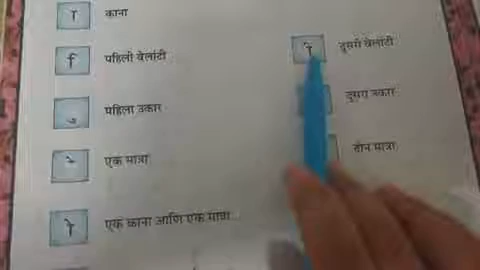 ा काना
ि पहिली वेलांटी
ी दुसरी वेलांटी
ु पहिला उकार
दुसरा उकार
े एक मात्रा
दोन मात्रा
ो एक काना आणि एक मात्रा